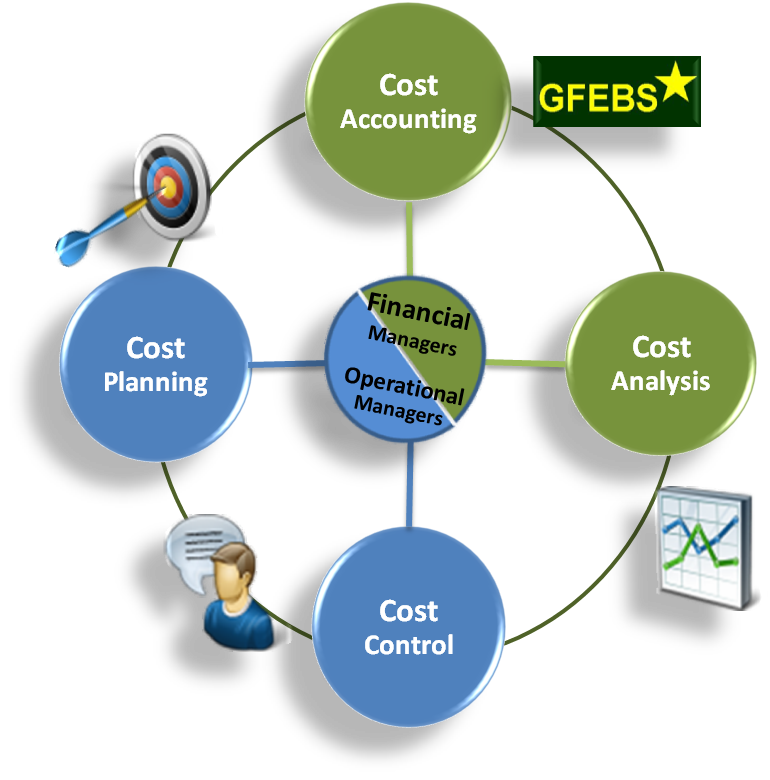 Cost
Accounting
GFEBS
Cost
Planning
Financial
Managers
Operational
Managers
Cost
Analysis
Cost
Control